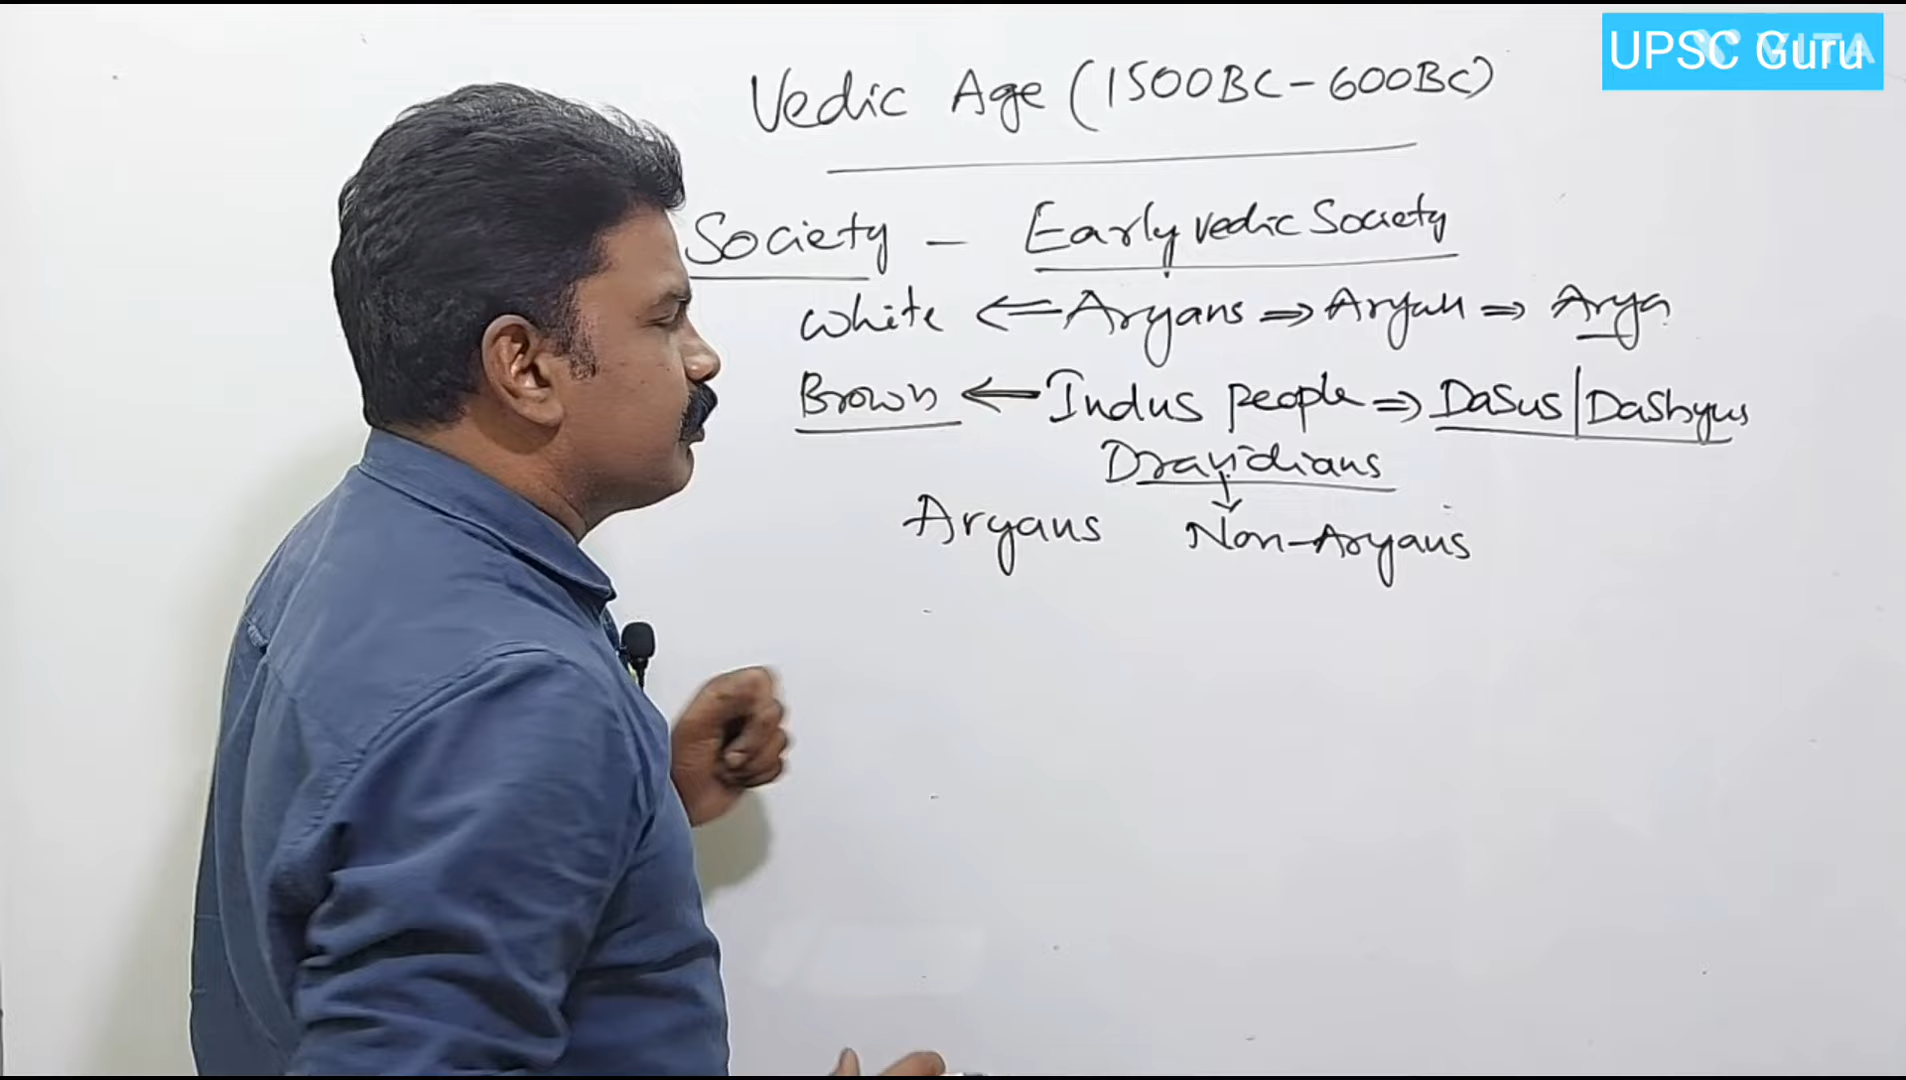 UPSC Guru
VITA
Vedic Age (1500BC-600BC)
Society - Early vedic Society
White ⇐ Aryans ⇒ Aryan ⇒ Arya
Brown ⇐ Indus people ⇒ Dasus|Dashyus
Dravidians
↓
Aryans Non-Aryans